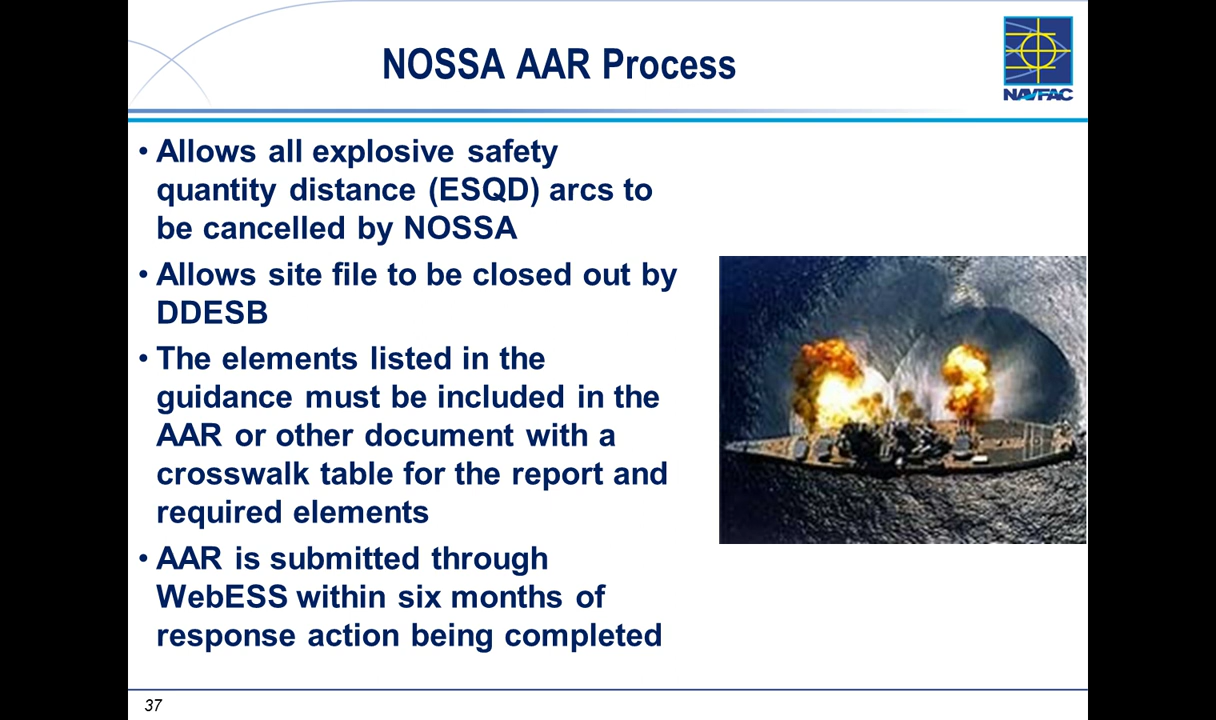 NOSSA AAR Process
NAVFAC
• Allows all explosive safety
quantity distance (ESQD) arcs to
be cancelled by NOSSA
• Allows site file to be closed out by
DDESB
• The elements listed in the
guidance must be included in the
AAR or other document with a
crosswalk table for the report and
required elements
• AAR is submitted through
WebESS within six months of
response action being completed
37